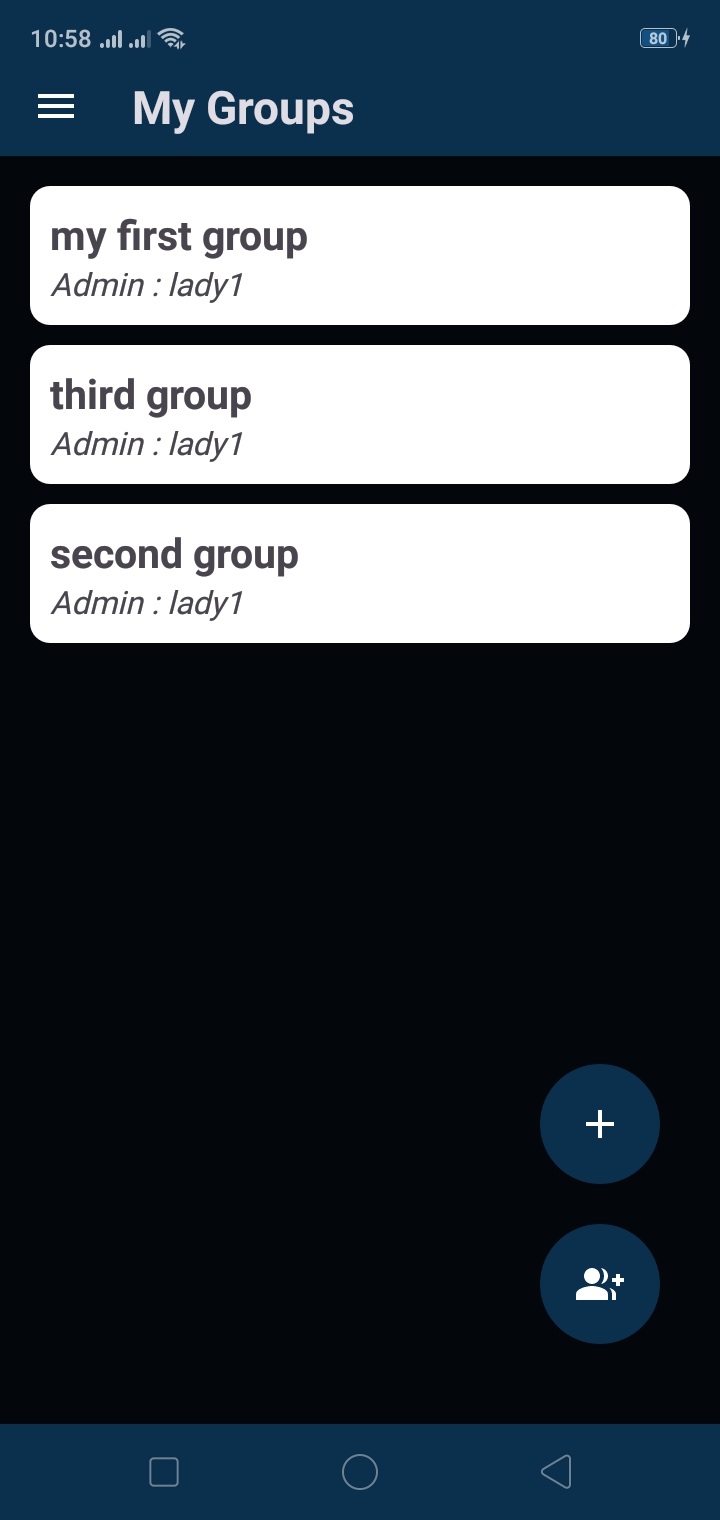 10:58
80
My Groups
my first group
Admin : lady1
third group
Admin : lady1
second group
Admin : lady1